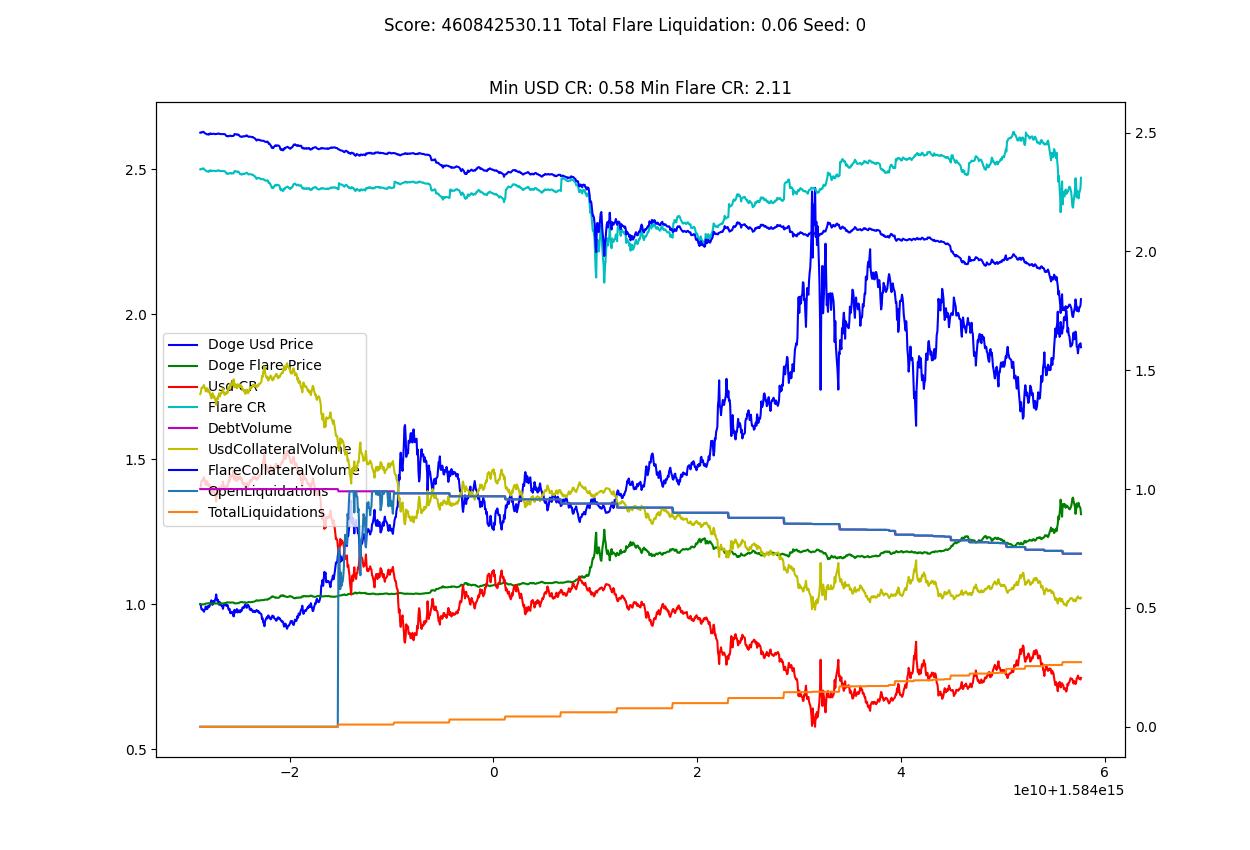 Score: 460842530.11 Total Flare Liquidation: 0.06 Seed: 0
Min USD CR: 0.58 Min Flare CR: 2.11
2.5
2.0
1.5
1.0
0.5
2.5
2.0
1.5
1.0
0.5
0.0
Doge Usd Price
Doge Flare Price
Usd CR
Flare CR
DebtVolume
UsdCollateralVolume
FlareCollateralVolume
OpenLiquidations
TotalLiquidations
−2 0 2 4 6
1e10+1.584e15